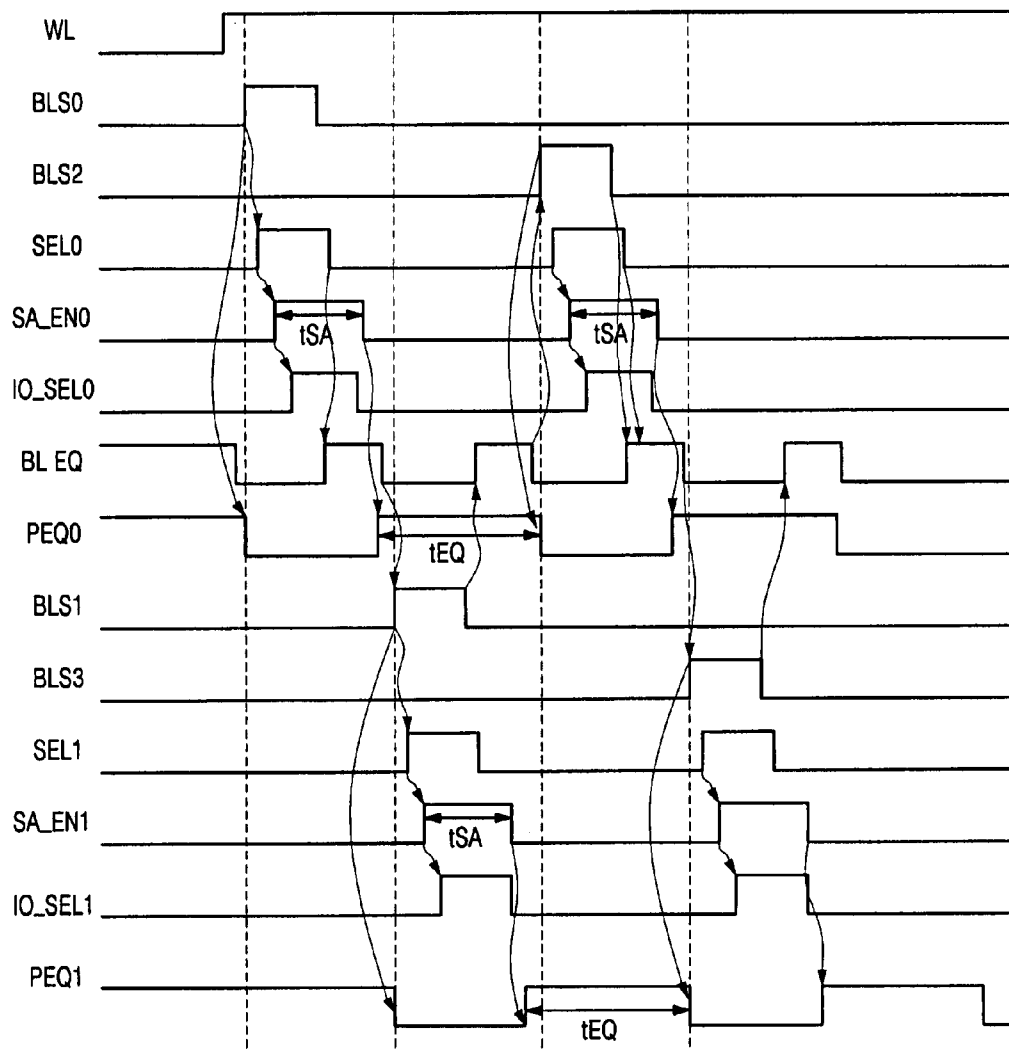 WL
BLS0
BLS2
SEL0
SA_EN0
tSA
tSA
IO_SEL0
BL EQ
PEQ0
tEQ
BLS1
BLS3
SEL1
SA_EN1
tSA
IO_SEL1
PEQ1
tEQ